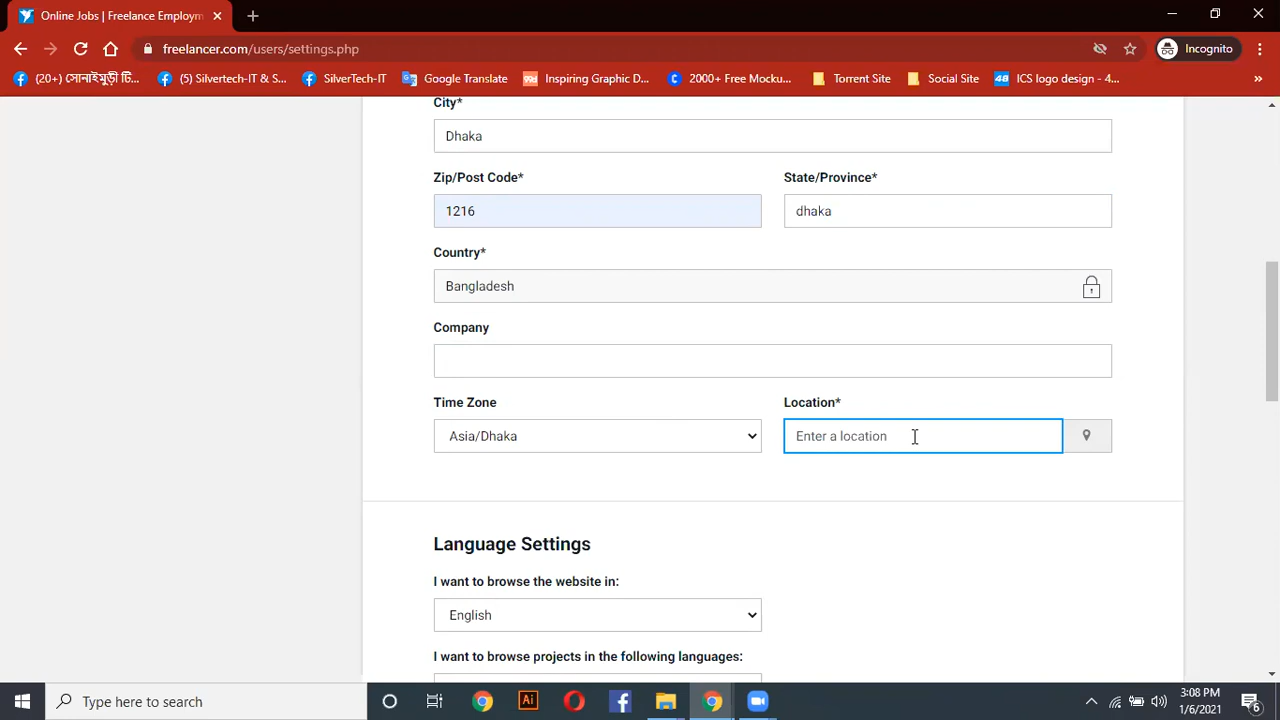 Online Jobs | Freelance Employm
freelancer.com/users/settings.php
Incognito
(20+) সোনাইমুড়ী টি...
(5) Silvertech-IT & S...
SilverTech-IT
Google Translate
Inspiring Graphic D...
2000+ Free Mocku...
Torrent Site
Social Site
ICS logo design - 4...
City*
Dhaka
Zip/Post Code*
State/Province*
1216
dhaka
Country*
Bangladesh
Company
Time Zone
Location*
Asia/Dhaka
Enter a location
Language Settings
I want to browse the website in:
English
I want to browse projects in the following languages:
Type here to search
Ai
3:08 PM
1/6/2021
6